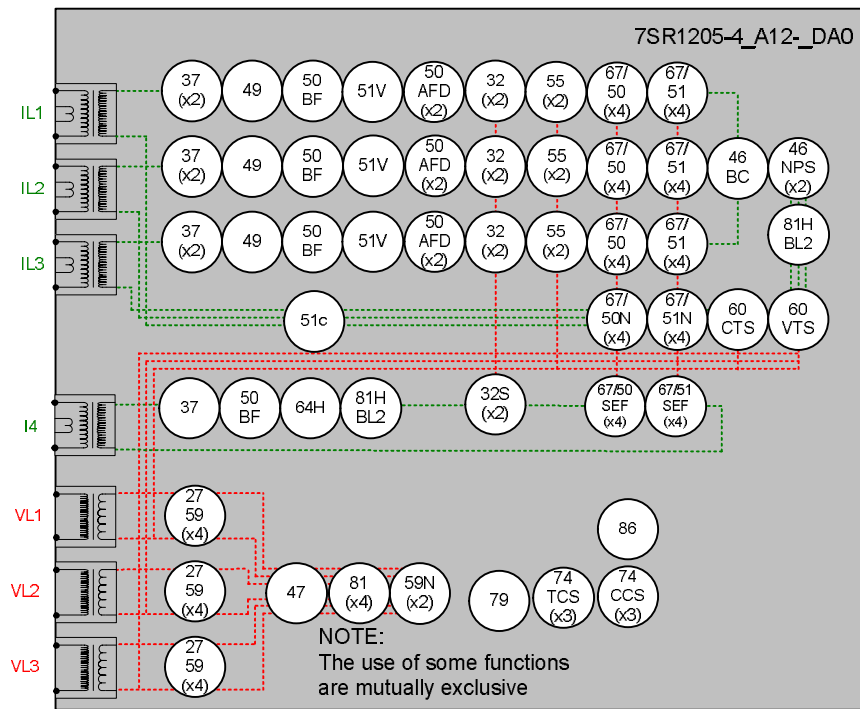 7SR1205-4_A12-_DA0
IL1
37
(x2)
49
50
BF
51V
50
AFD
(x2)
32
(x2)
55
(x2)
67/
50
(x4)
67/
51
(x4)
IL2
37
(x2)
49
50
BF
51V
50
AFD
(x2)
32
(x2)
55
(x2)
67/
50
(x4)
67/
51
(x4)
46
BC
46
NPS
(x2)
IL3
37
(x2)
49
50
BF
51V
50
AFD
(x2)
32
(x2)
55
(x2)
67/
50
(x4)
67/
51
(x4)
81H
BL2
51c
67/
50N
(x4)
67/
51N
(x4)
60
CTS
60
VTS
I4
37
50
BF
64H
81H
BL2
32S
(x2)
67/50
SEF
(x4)
67/51
SEF
(x4)
VL1
27
59
(x4)
86
VL2
27
59
(x4)
47
81
(x4)
59N
(x2)
79
74
TCS
(x3)
74
CCS
(x3)
VL3
27
59
(x4)
NOTE:
The use of some functions
are mutually exclusive